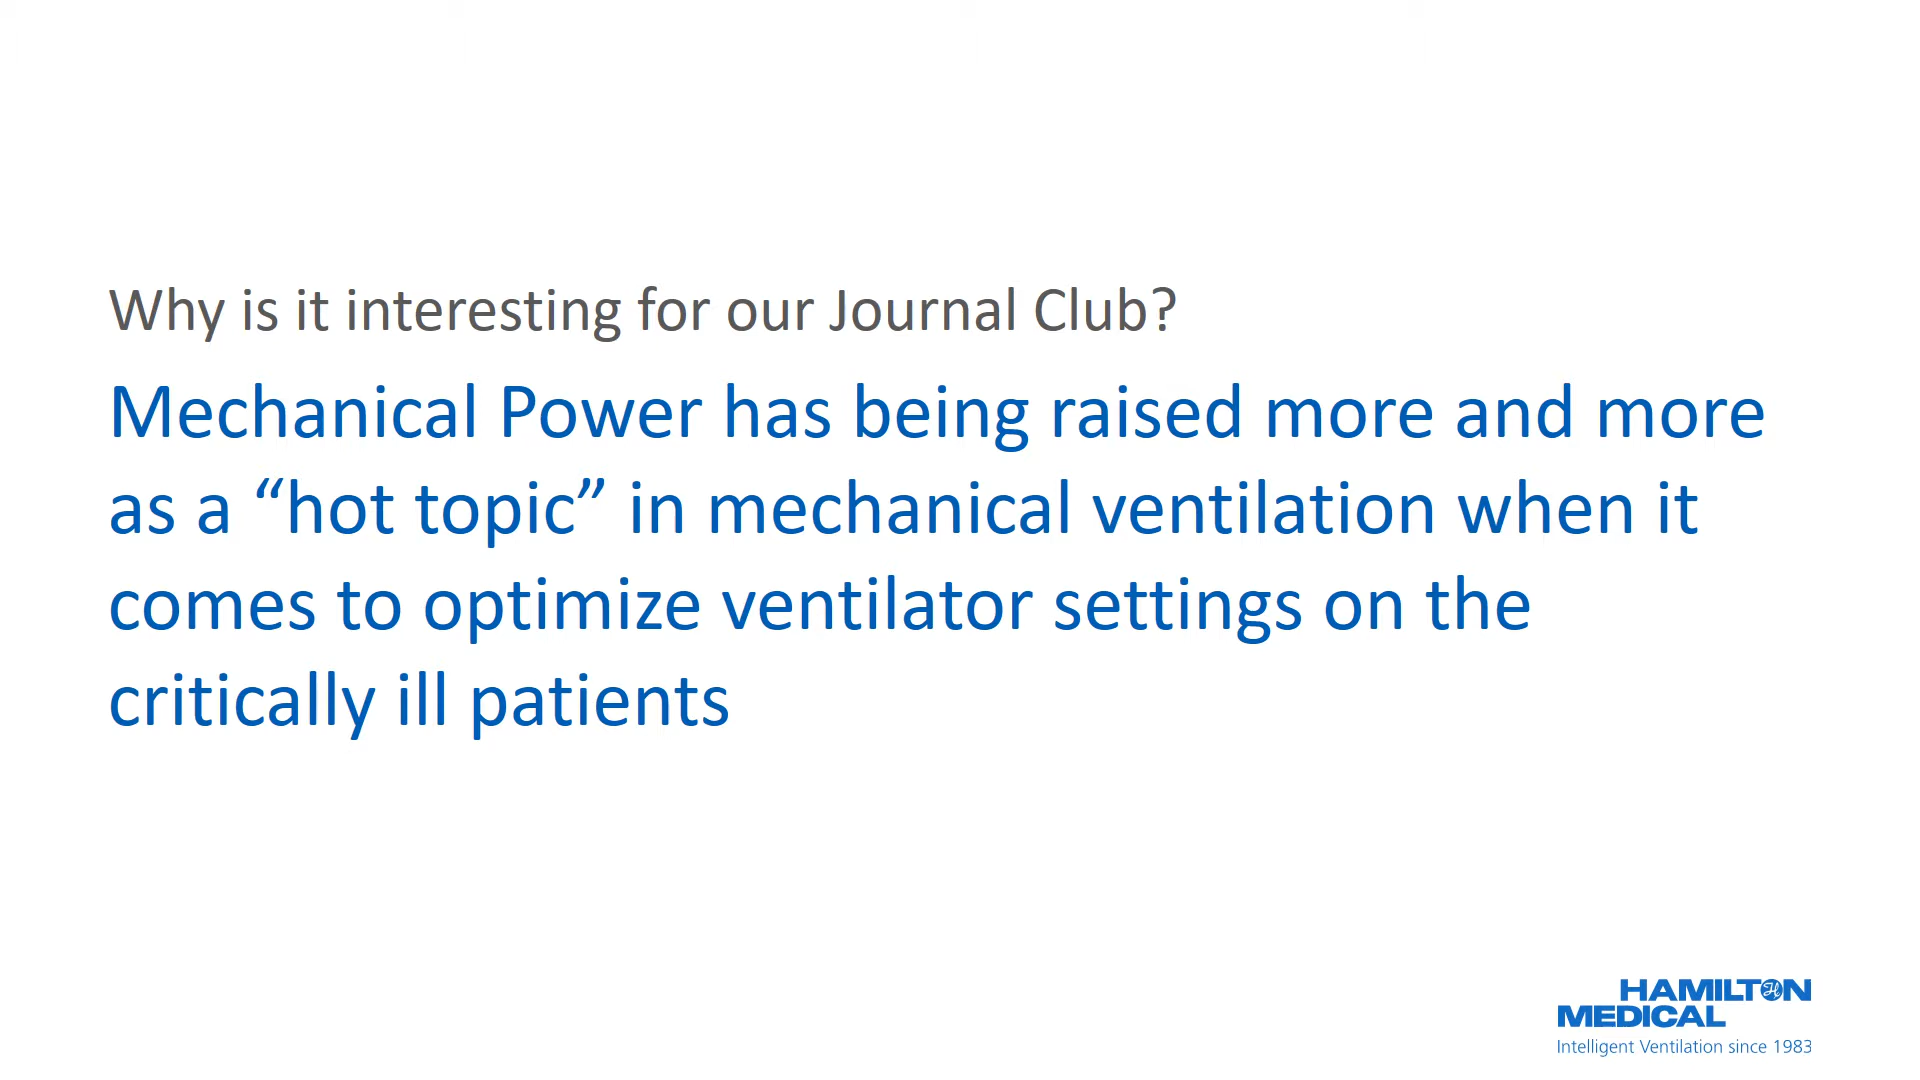 Why is it interesting for our Journal Club?
Mechanical Power has being raised more and more
as a “hot topic” in mechanical ventilation when it
comes to optimize ventilator settings on the
critically ill patients
HAMILTON
MEDICAL
Intelligent Ventilation since 1983